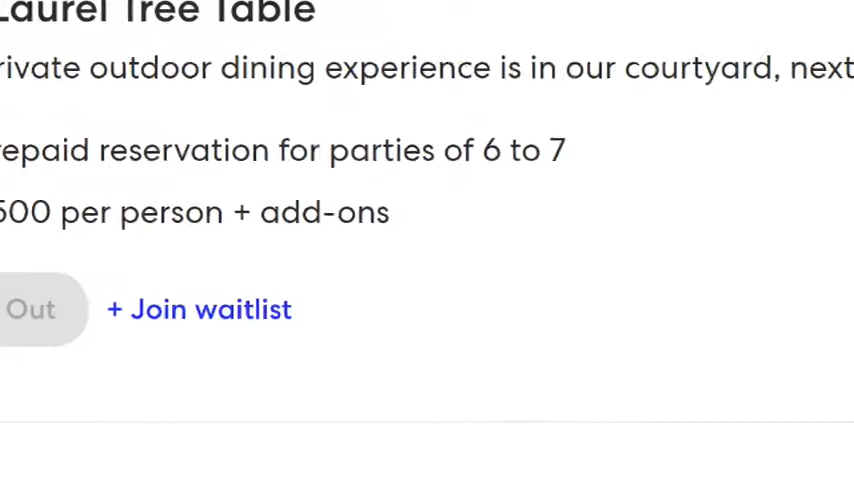 Laurel Tree Table
rivate outdoor dining experience is in our courtyard, next
repaid reservation for parties of 6 to 7
500 per person + add-ons
Out
+ Join waitlist